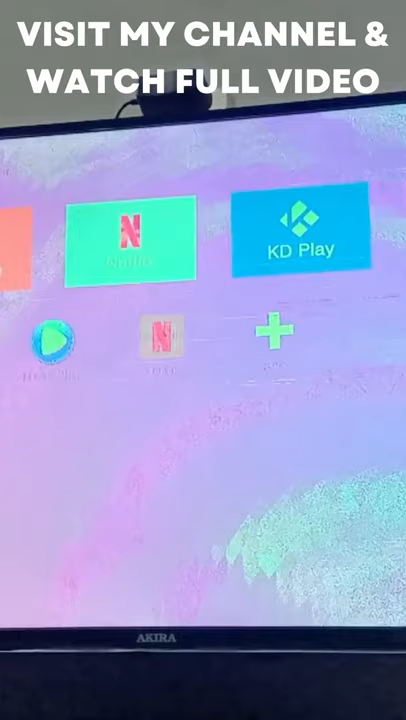 VISIT MY CHANNEL &
WATCH FULL VIDEO
N
KD Play
N
AKIRA